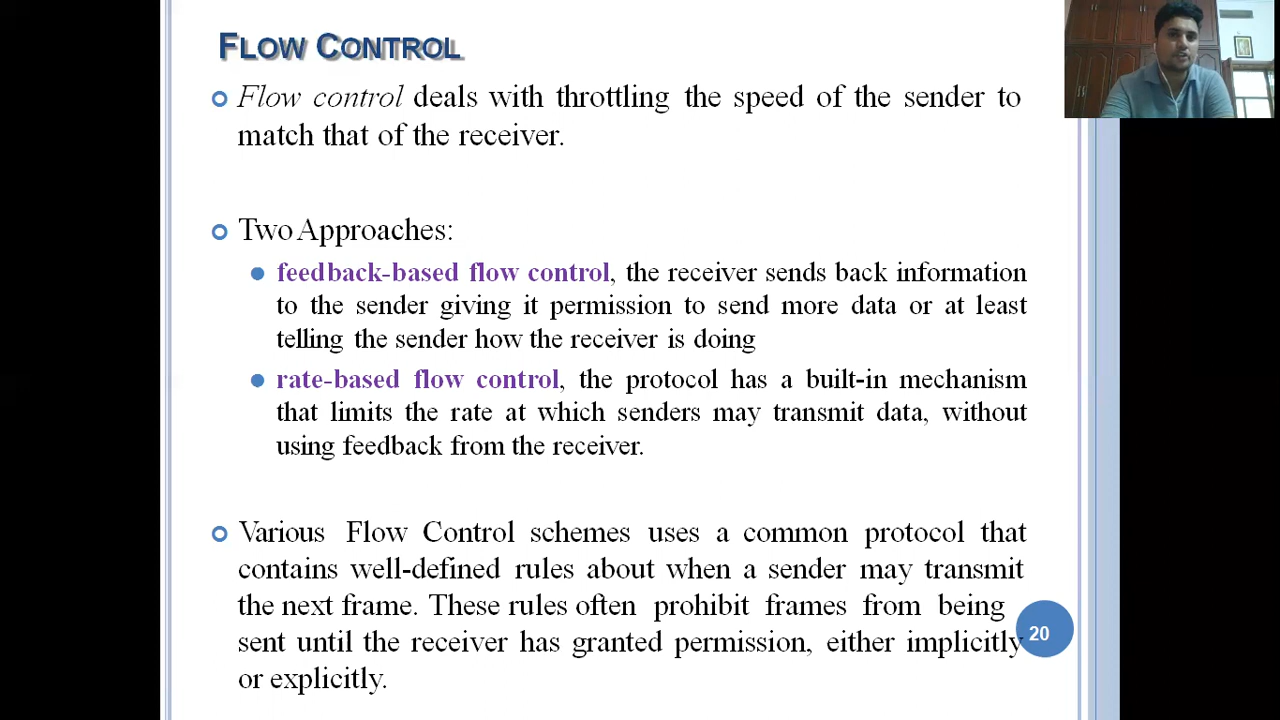 FLOW CONTROL
Flow control deals with throttling the speed of the sender to
match that of the receiver.
Two Approaches:
feedback-based flow control, the receiver sends back information
to the sender giving it permission to send more data or at least
telling the sender how the receiver is doing
rate-based flow control, the protocol has a built-in mechanism
that limits the rate at which senders may transmit data, without
using feedback from the receiver.
Various Flow Control schemes uses a common protocol that
contains well-defined rules about when a sender may transmit
the next frame. These rules often prohibit frames from being
sent until the receiver has granted permission, either implicitly
or explicitly.
20